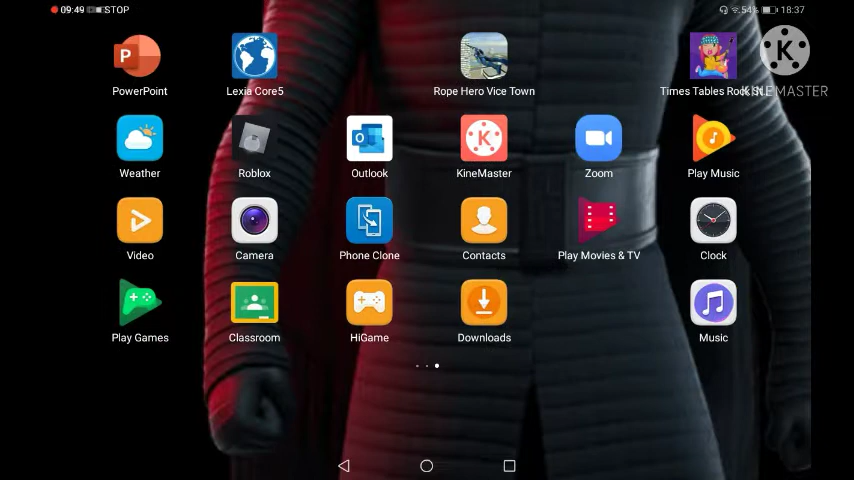 09:49 STOP
54% 18:37
P
K
KINEMASTER
PowerPoint
Lexia Core5
Rope Hero Vice Town
Times Tables Rock
O
K
Weather
Roblox
Outlook
KineMaster
Zoom
Play Music
Video
Camera
Phone Clone
Contacts
Play Movies & TV
Clock
Play Games
Classroom
HiGame
Downloads
Music